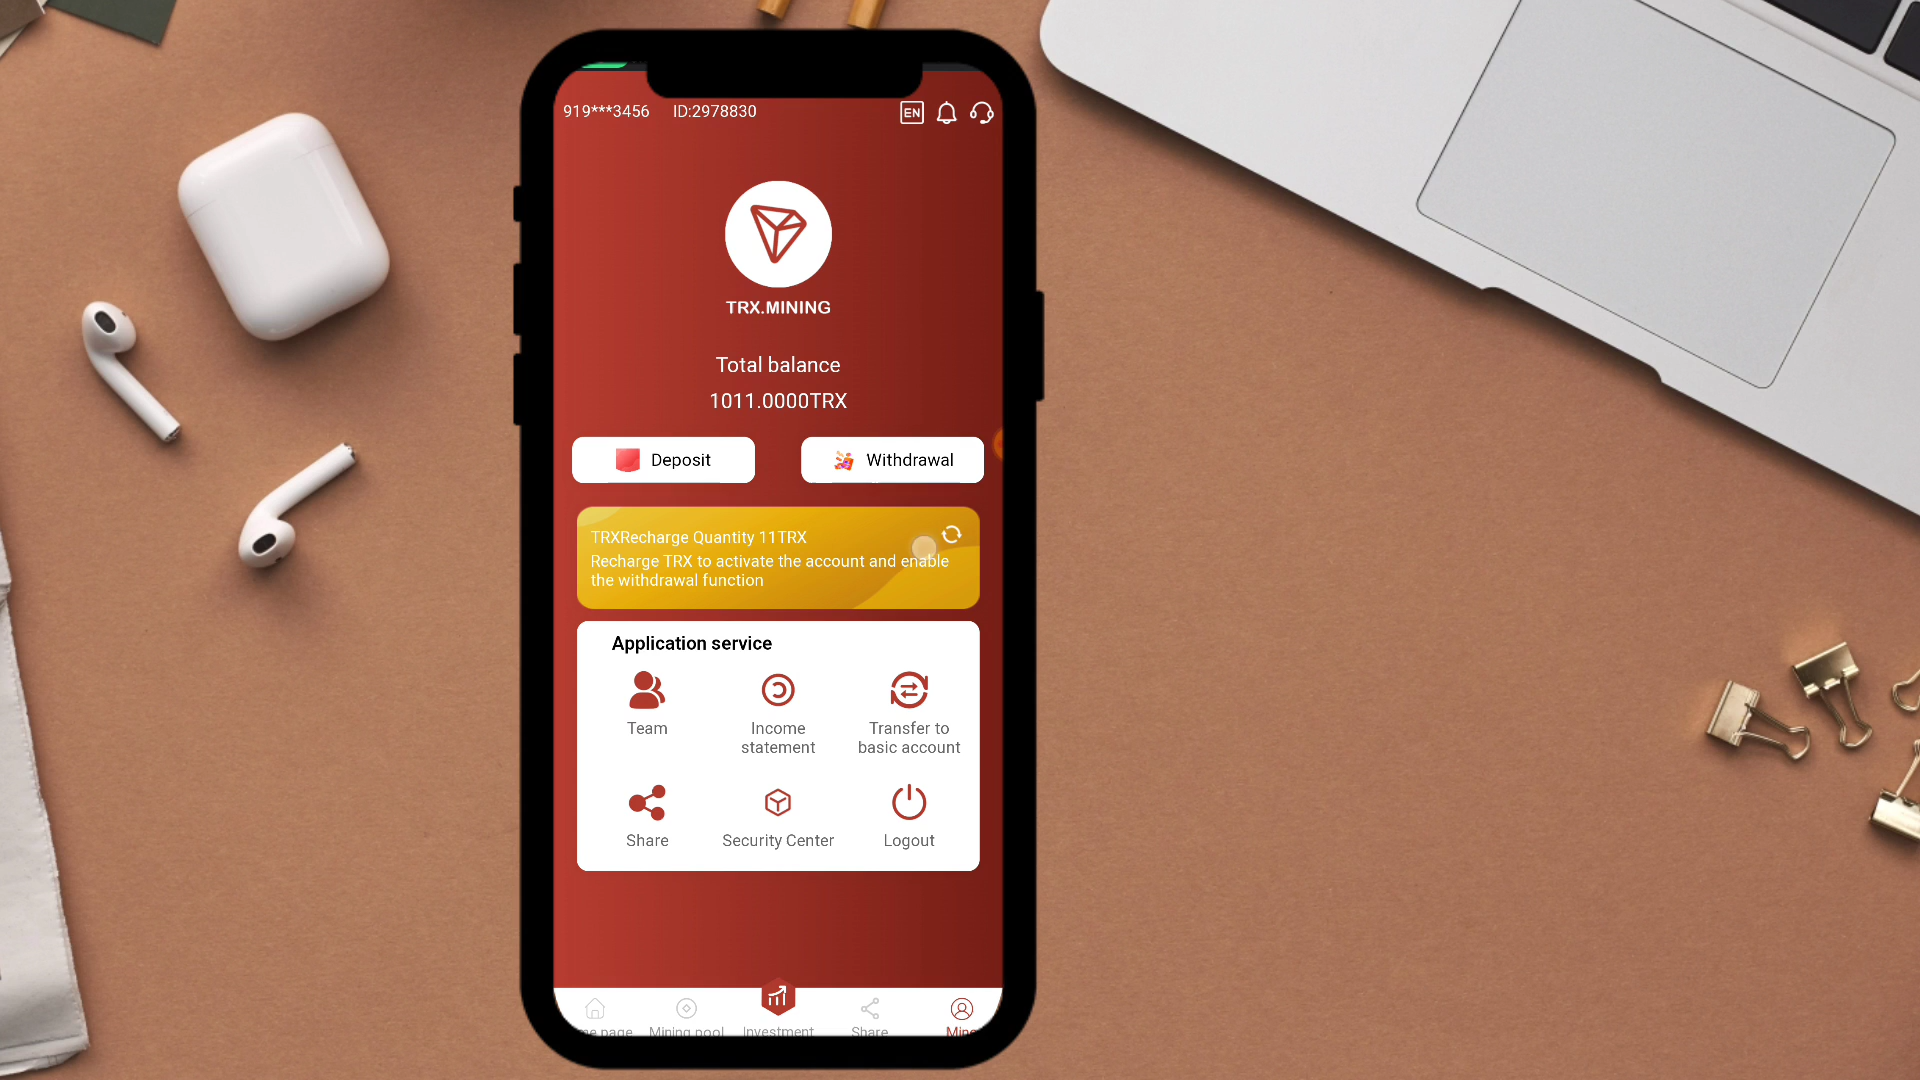 919***3456 ID:2978830 EN
TRX.MINING
Total balance
1011.0000TRX
Deposit Withdrawal
TRXRecharge Quantity 11TRX
Recharge TRX to activate the account and enable
the withdrawal function
Application service
Team
Income
statement
Transfer to
basic account
Share
Security Center
Logout
page Mining pool Investment Share Mine